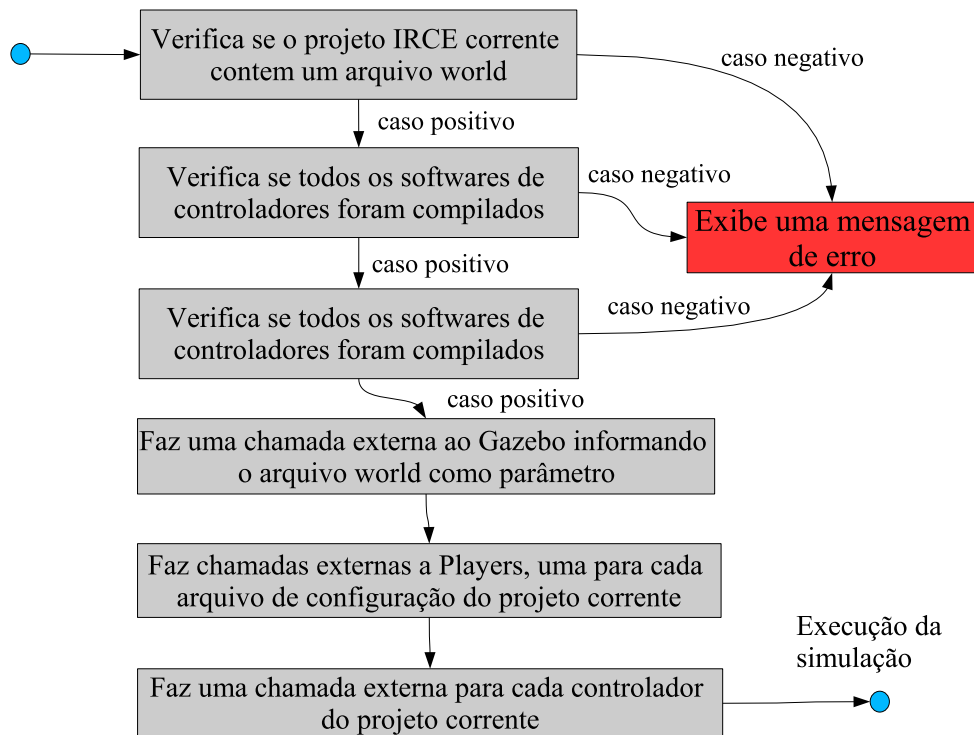 Verifica se o projeto IRCE corrente
contem um arquivo world
caso negativo
caso positivo
Verifica se todos os softwares de
controladores foram compilados
caso negativo
Exibe uma mensagem
de erro
caso positivo
Verifica se todos os softwares de
controladores foram compilados
caso negativo
caso positivo
Faz uma chamada externa ao Gazebo informando
o arquivo world como parâmetro
Faz chamadas externas a Players, uma para cada
arquivo de configuração do projeto corrente
Faz uma chamada externa para cada controlador
do projeto corrente
Execução da
simulação